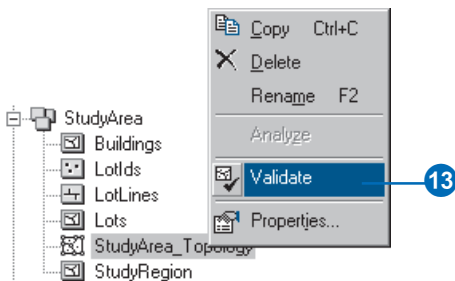 Copy Ctrl+C
Delete
Rename F2
Analyze
Validate
13
Properties...
StudyArea
Buildings
LotIds
LotLines
Lots
StudyArea_Topology
StudyRegion